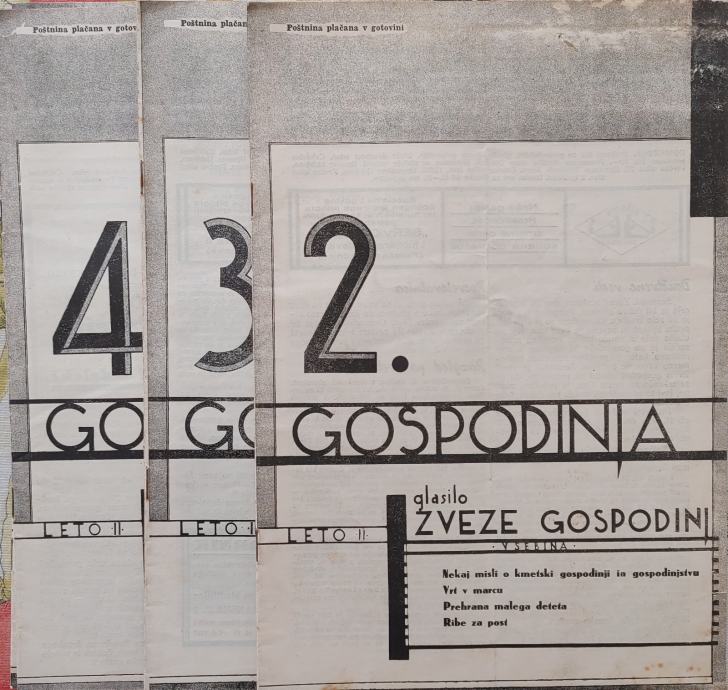 Poštnina plačana v gotov
4
GO
LETO II.
Poštnina plačan
3
GO
LETO I
Poštnina plačana v gotovini
2.
GOSPODINJA
glasilo
ZVEZE GOSPODINJ
LETO II.
VSEBINA
Nekaj misli o kmetski gospodinji in gospodinjstvu
Vrt v marcu
Prehrana malega deteta
Ribe za post